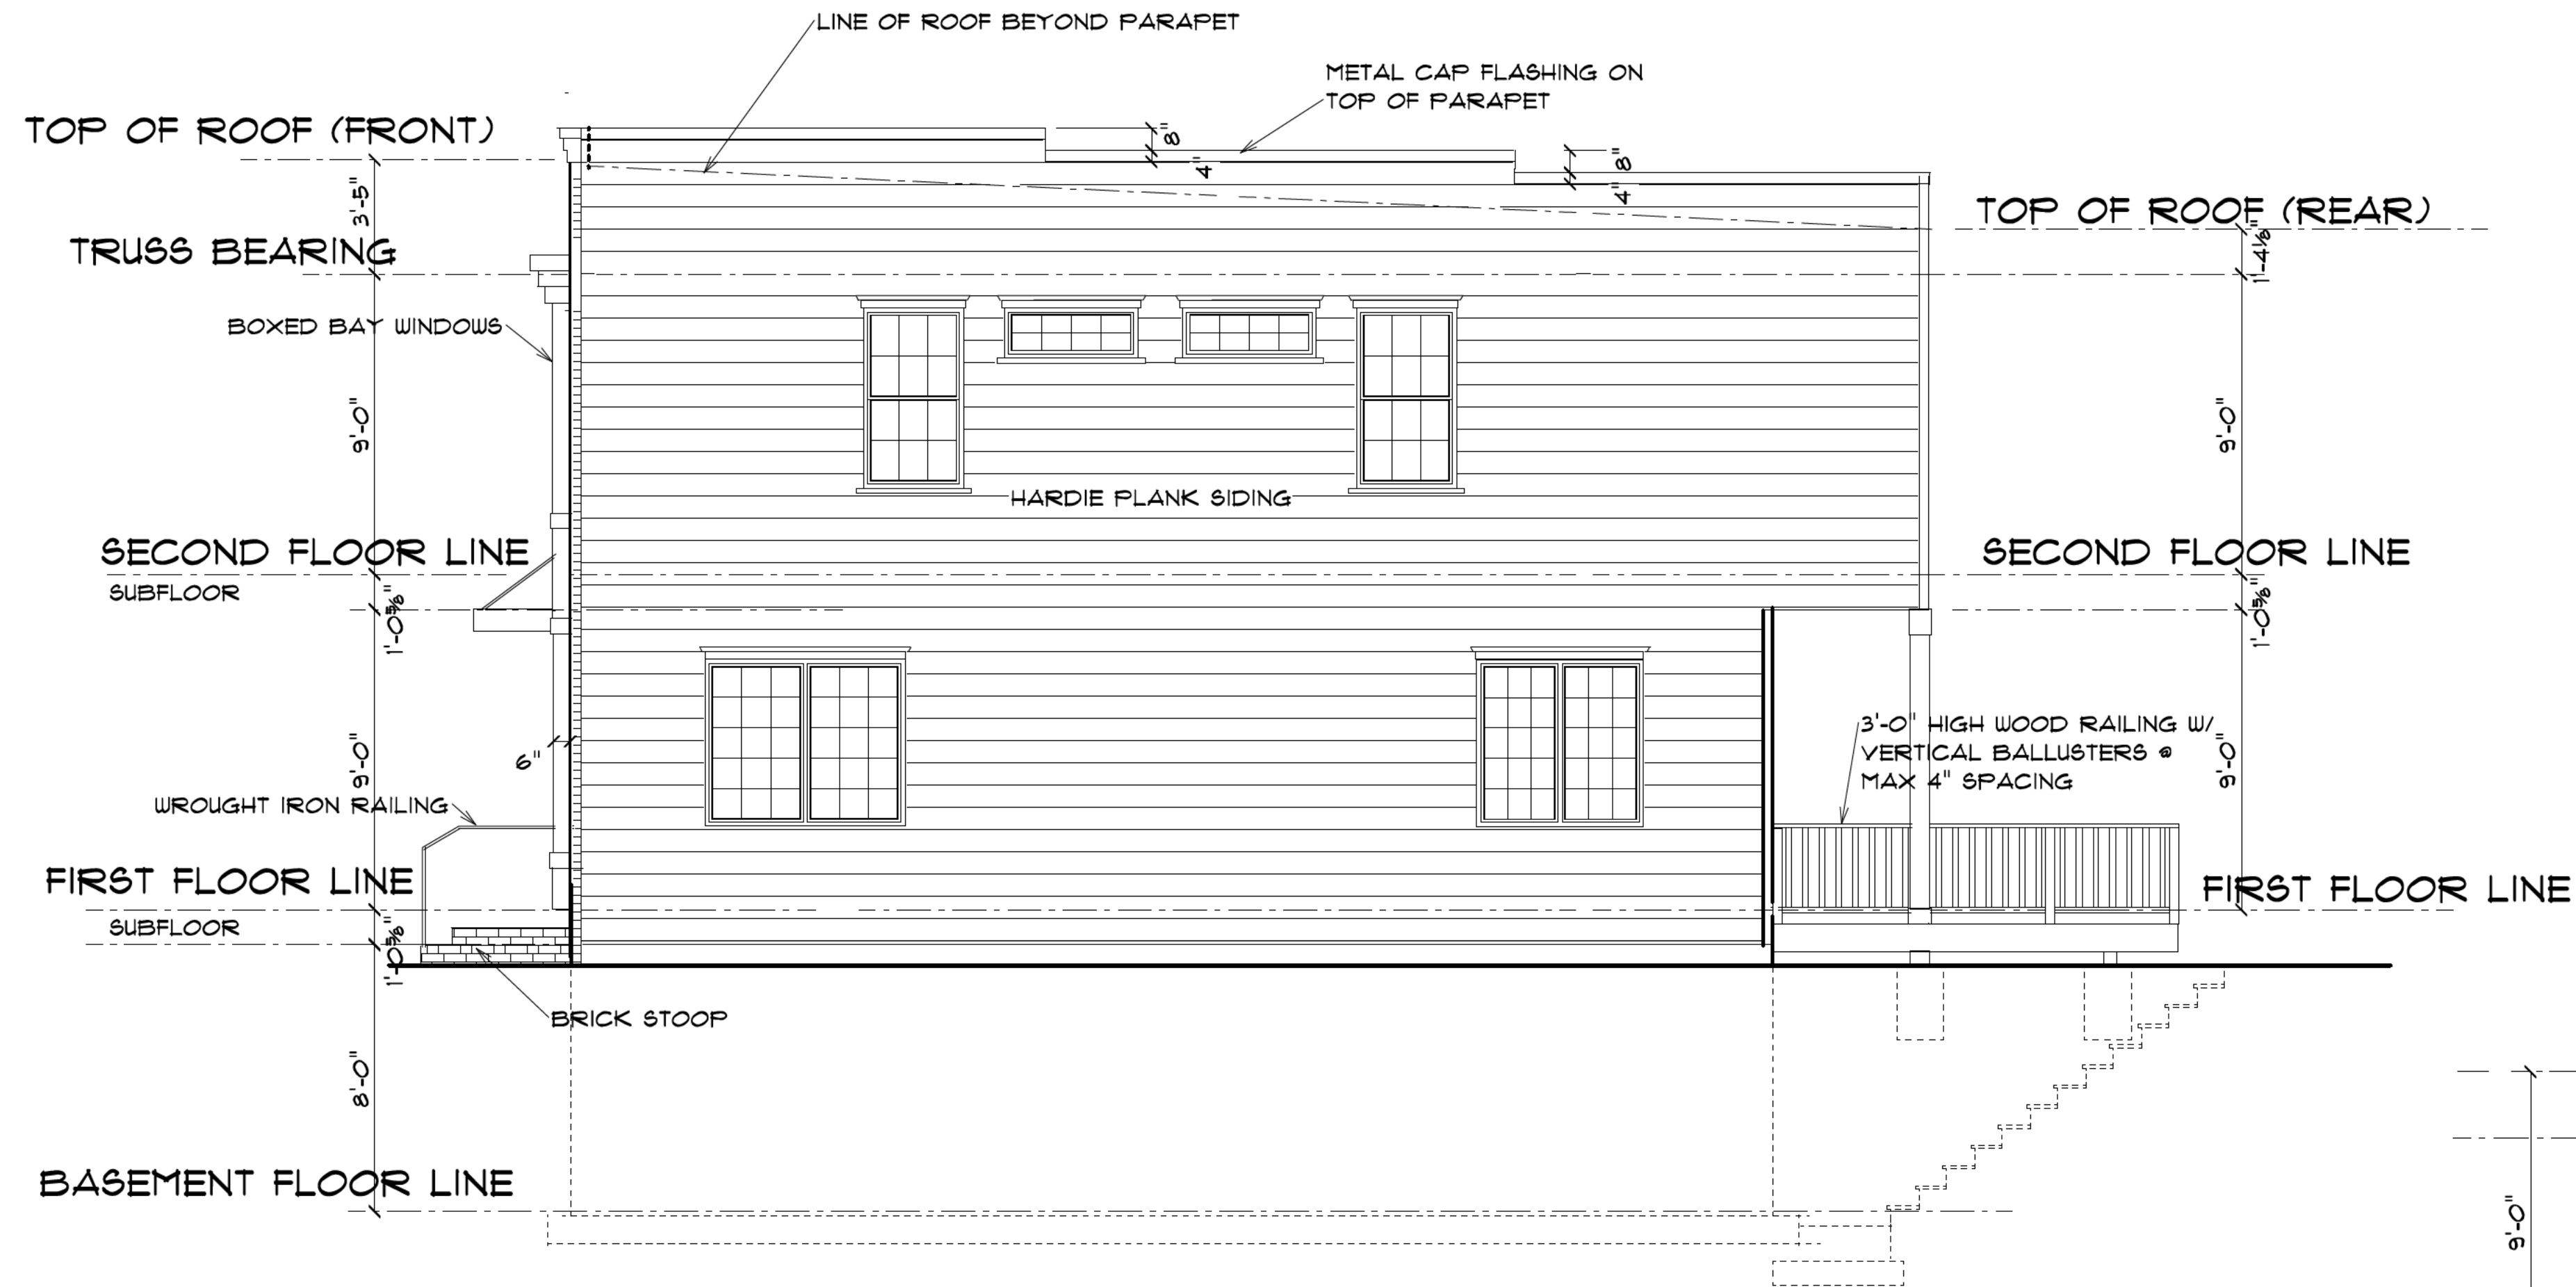 LINE OF ROOF BEYOND PARAPET
METAL CAP FLASHING ON
TOP OF PARAPET
TOP OF ROOF (FRONT)
8"
4"
8"
4"
3'-5"
TOP OF ROOF (REAR)
1'-4⅛"
TRUSS BEARING
BOXED BAY WINDOWS
9'-0"
9'-0"
HARDIE PLANK SIDING
SECOND FLOOR LINE
SUBFLOOR
SECOND FLOOR LINE
1'-0⅝"
1'-0⅝"
9'-0"
6"
3'-0" HIGH WOOD RAILING W/
VERTICAL BALLUSTERS @
MAX 4" SPACING
9'-0"
WROUGHT IRON RAILING
FIRST FLOOR LINE
SUBFLOOR
FIRST FLOOR LINE
1'-0⅝"
BRICK STOOP
8'-0"
BASEMENT FLOOR LINE
9'-0"